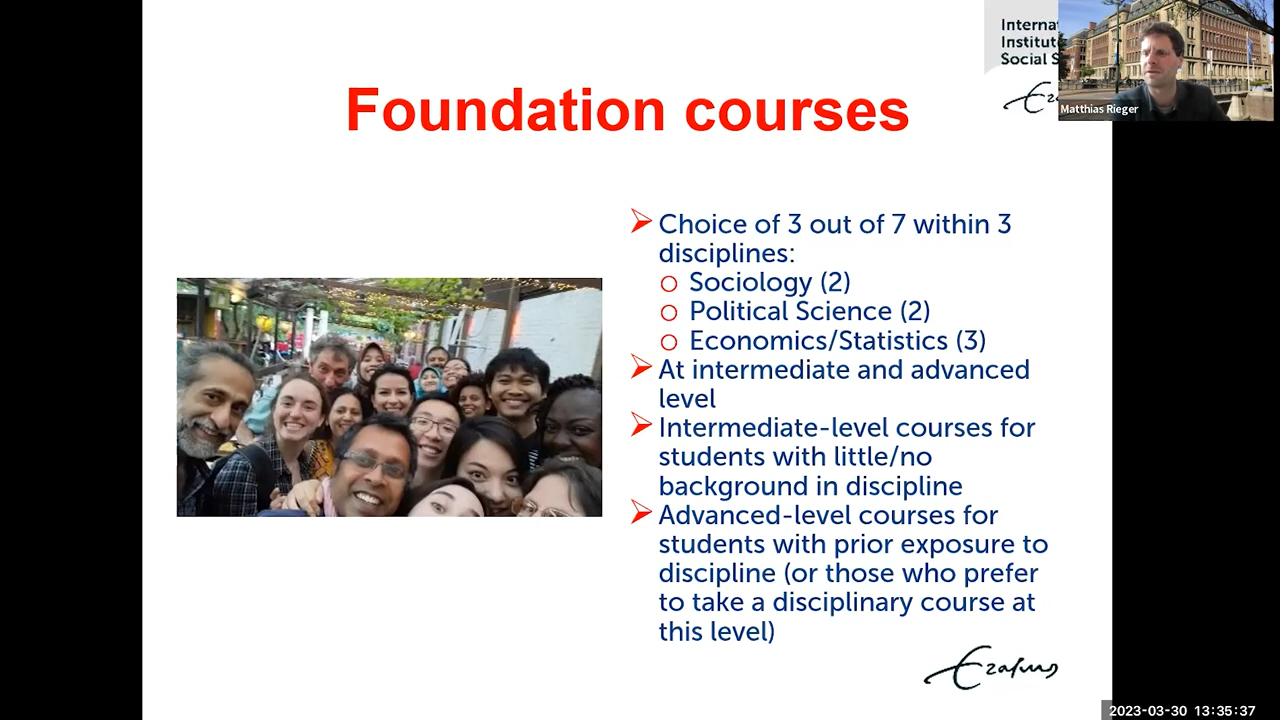 Foundation courses
Interna
Institute
Social S
Matthias Rieger
Choice of 3 out of 7 within 3
disciplines:
Sociology (2)
Political Science (2)
Economics/Statistics (3)
At intermediate and advanced
level
Intermediate-level courses for
students with little/no
background in discipline
Advanced-level courses for
students with prior exposure to
discipline (or those who prefer
to take a disciplinary course at
this level)
Erasmus
2023-03-30 13:35:37